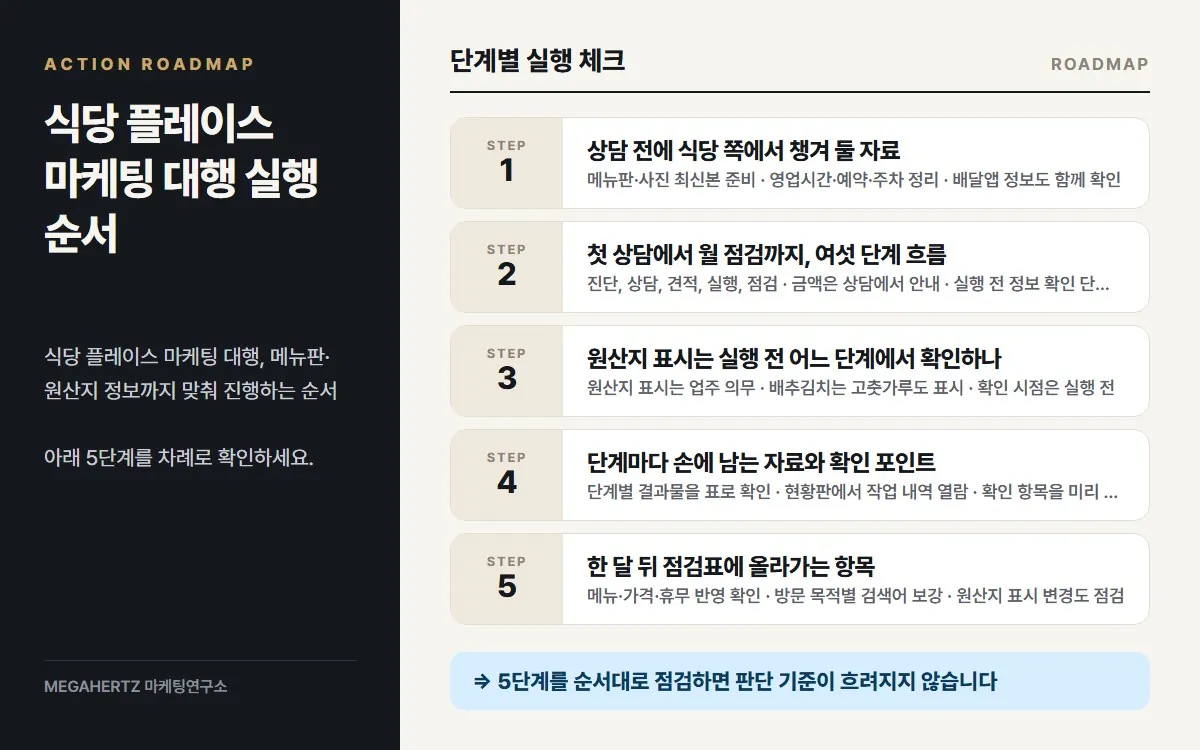 ACTION ROADMAP
식당 플레이스
마케팅 대행 실행
순서
식당 플레이스 마케팅 대행, 메뉴판·
원산지 정보까지 맞춰 진행하는 순서
아래 5단계를 차례로 확인하세요.
MEGAHERTZ 마케팅연구소
단계별 실행 체크
ROADMAP
STEP
1
상담 전에 식당 쪽에서 챙겨 둘 자료
메뉴판·사진 최신본 준비 · 영업시간·예약·주차 정리 · 배달앱 정보도 함께 확인
STEP
2
첫 상담에서 월 점검까지, 여섯 단계 흐름
진단, 상담, 견적, 실행, 점검 · 금액은 상담에서 안내 · 실행 전 정보 확인 단...
STEP
3
원산지 표시는 실행 전 어느 단계에서 확인하나
원산지 표시는 업주 의무 · 배추김치는 고춧가루도 표시 · 확인 시점은 실행 전
STEP
4
단계마다 손에 남는 자료와 확인 포인트
단계별 결과물을 표로 확인 · 현황판에서 작업 내역 열람 · 확인 항목을 미리 ...
STEP
5
한 달 뒤 점검표에 올라가는 항목
메뉴·가격·휴무 반영 확인 · 방문 목적별 검색어 보강 · 원산지 표시 변경도 점검
→ 5단계를 순서대로 점검하면 판단 기준이 흐려지지 않습니다